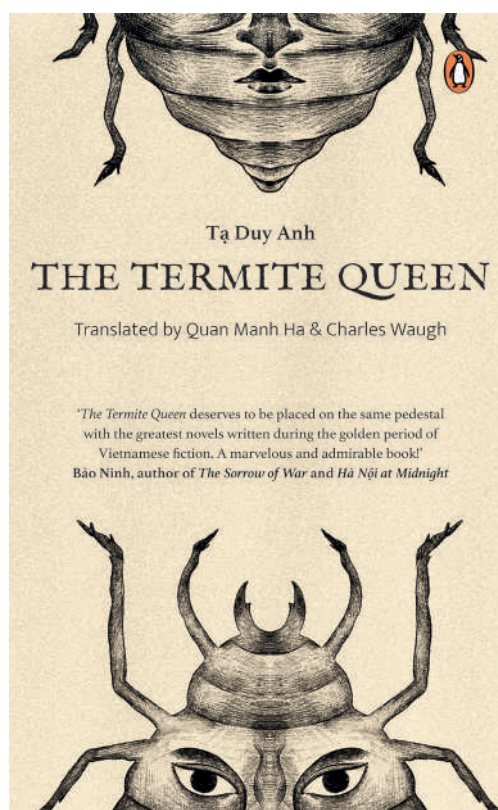 Tạ Duy Anh
THE TERMITE QUEEN
Translated by Quan Manh Ha & Charles Waugh
‘The Termite Queen deserves to be placed on the same pedestal
with the greatest novels written during the golden period of
Vietnamese fiction. A marvelous and admirable book!’
Bảo Ninh, author of The Sorrow of War and Hà Nội at Midnight